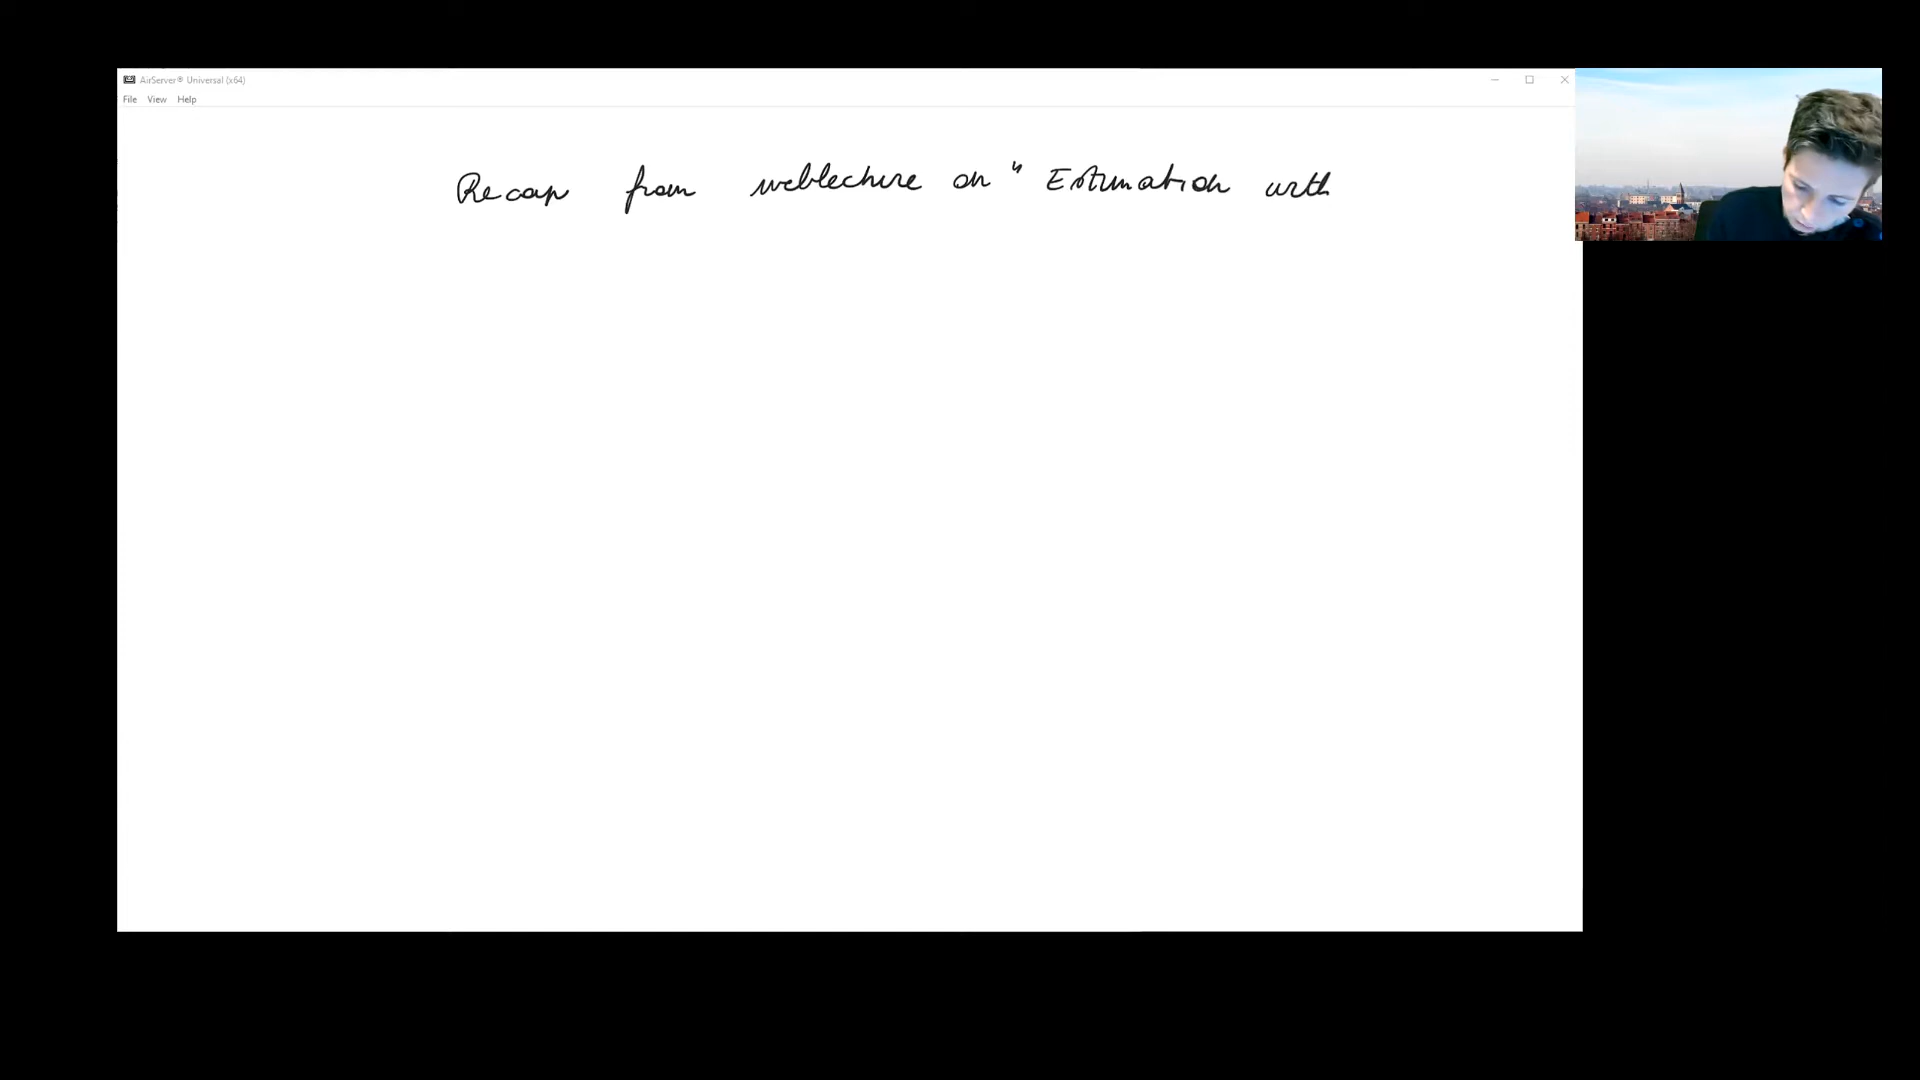 AirServer® Universal (x64)
File View Help
Recap from weblecture on " Estimation with